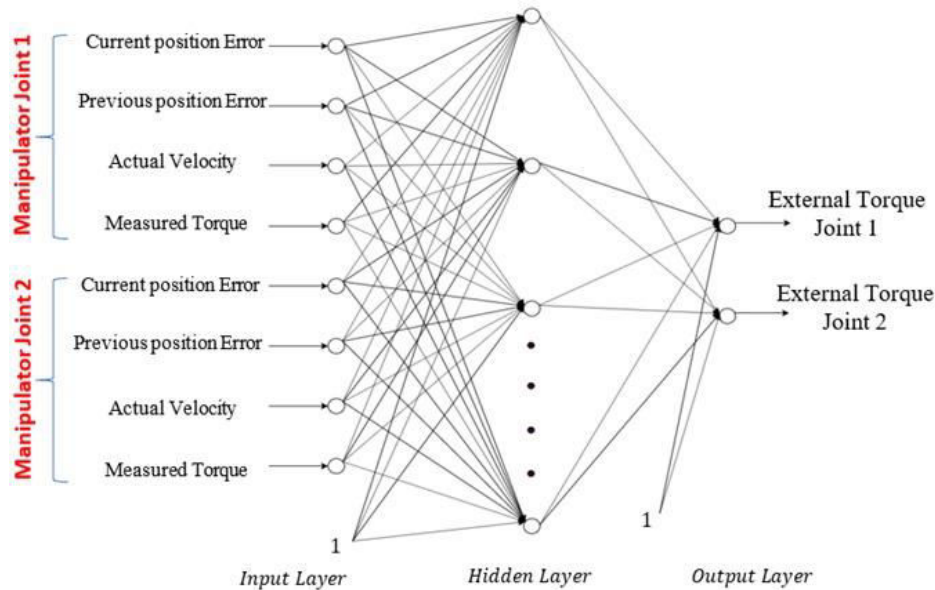 Manipulator Joint 1
Current position Error
Previous position Error
Actual Velocity
Measured Torque
Manipulator Joint 2
Current position Error
Previous position Error
Actual Velocity
Measured Torque
1
1
External Torque
Joint 1
External Torque
Joint 2
Input Layer
Hidden Layer
Output Layer